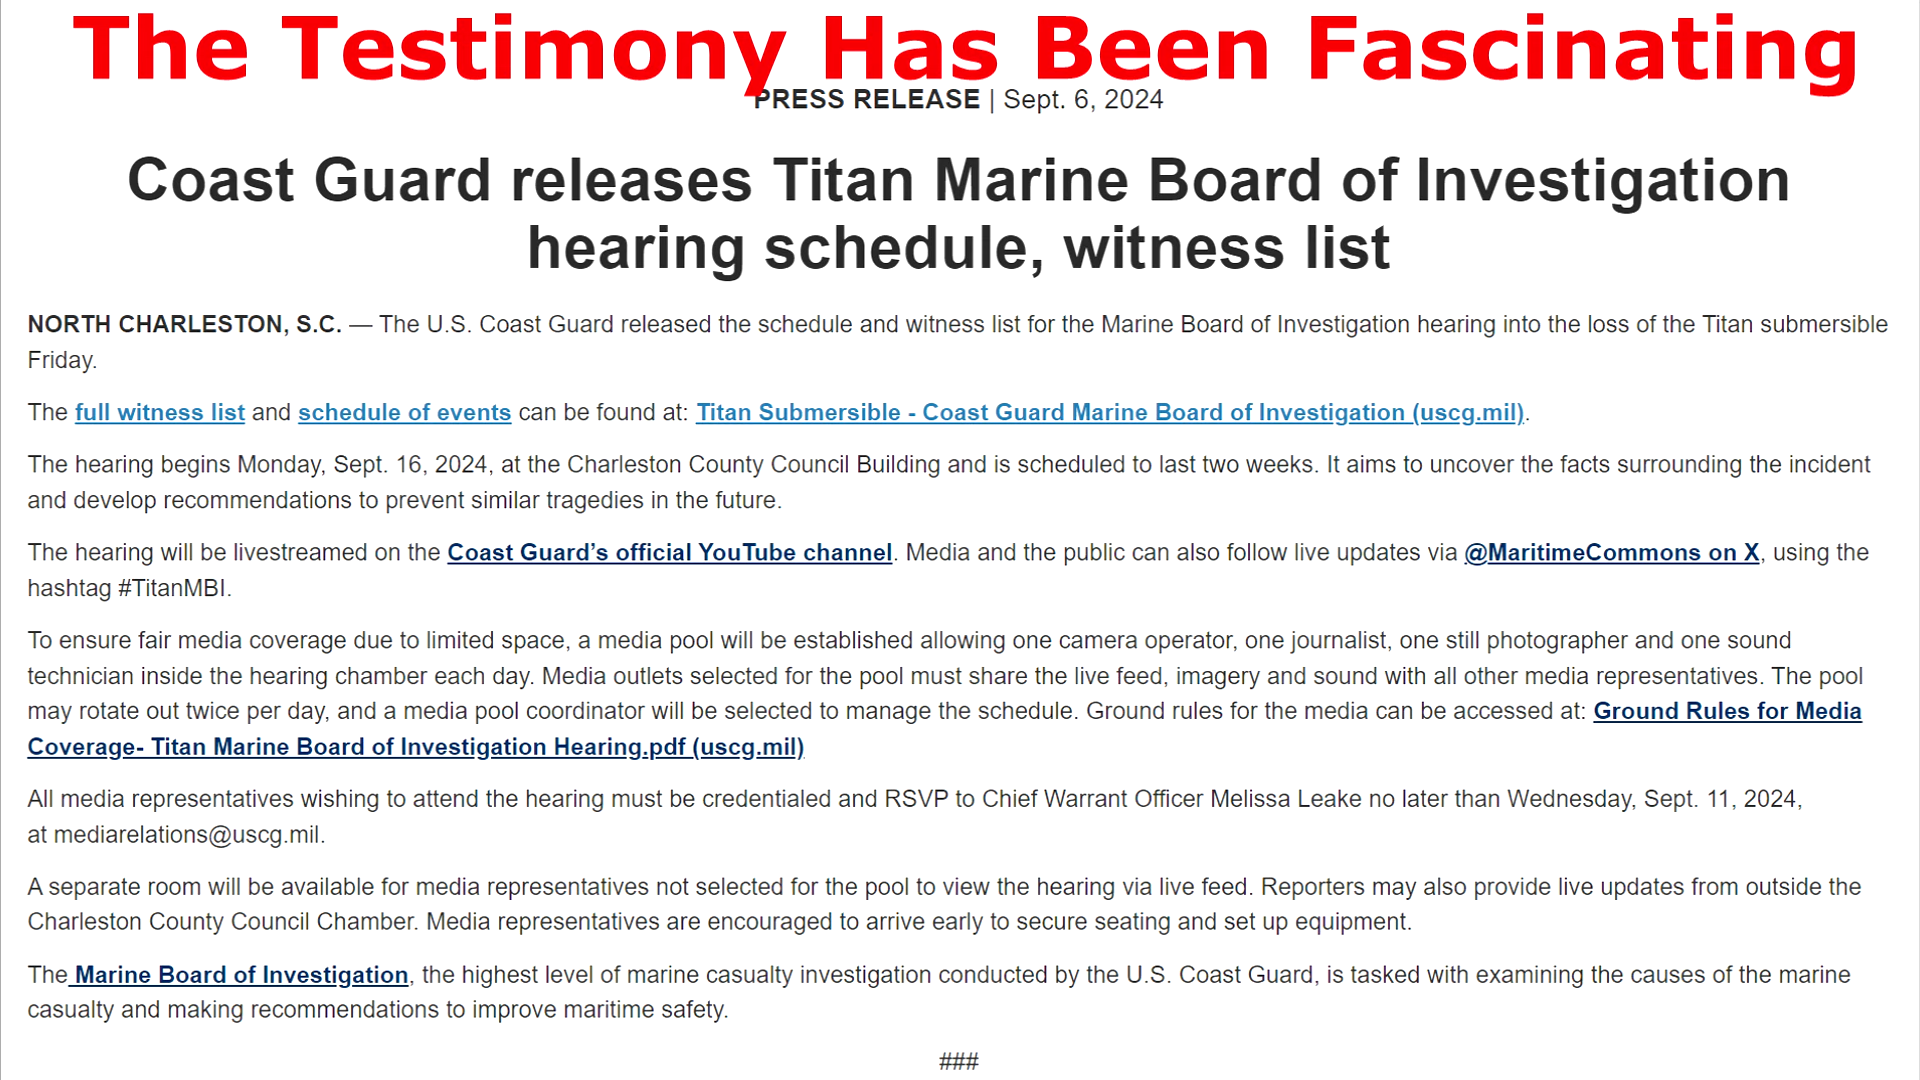 The Testimony Has Been Fascinating
PRESS RELEASE | Sept. 6, 2024
Coast Guard releases Titan Marine Board of Investigation
hearing schedule, witness list
NORTH CHARLESTON, S.C. — The U.S. Coast Guard released the schedule and witness list for the Marine Board of Investigation hearing into the loss of the Titan submersible
Friday.
The full witness list and schedule of events can be found at: Titan Submersible - Coast Guard Marine Board of Investigation (uscg.mil).
The hearing begins Monday, Sept. 16, 2024, at the Charleston County Council Building and is scheduled to last two weeks. It aims to uncover the facts surrounding the incident
and develop recommendations to prevent similar tragedies in the future.
The hearing will be livestreamed on the Coast Guard’s official YouTube channel. Media and the public can also follow live updates via @MaritimeCommons on X, using the
hashtag #TitanMBI.
To ensure fair media coverage due to limited space, a media pool will be established allowing one camera operator, one journalist, one still photographer and one sound
technician inside the hearing chamber each day. Media outlets selected for the pool must share the live feed, imagery and sound with all other media representatives. The pool
may rotate out twice per day, and a media pool coordinator will be selected to manage the schedule. Ground rules for the media can be accessed at: Ground Rules for Media
Coverage- Titan Marine Board of Investigation Hearing.pdf (uscg.mil)
All media representatives wishing to attend the hearing must be credentialed and RSVP to Chief Warrant Officer Melissa Leake no later than Wednesday, Sept. 11, 2024,
at mediarelations@uscg.mil.
A separate room will be available for media representatives not selected for the pool to view the hearing via live feed. Reporters may also provide live updates from outside the
Charleston County Council Chamber. Media representatives are encouraged to arrive early to secure seating and set up equipment.
The Marine Board of Investigation, the highest level of marine casualty investigation conducted by the U.S. Coast Guard, is tasked with examining the causes of the marine
casualty and making recommendations to improve maritime safety.
###